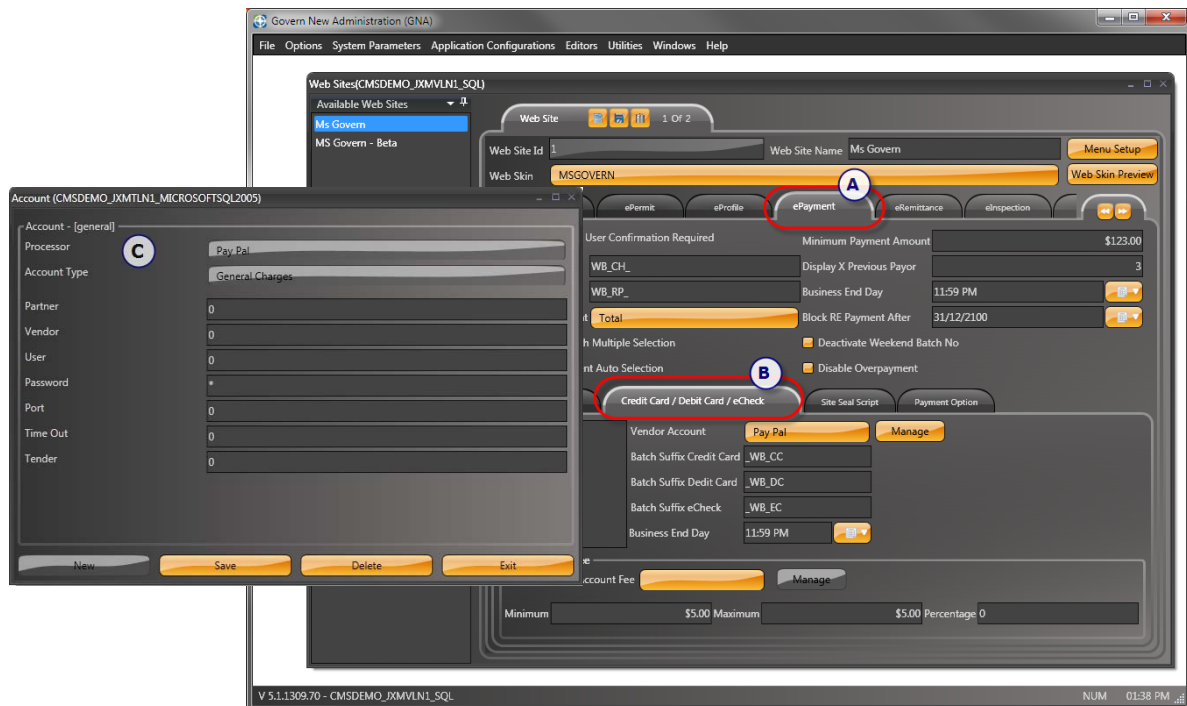 Govern New Administration (GNA)
File Options System Parameters Application Configurations Editors Utilities Windows Help
Web Sites(CMSDEMO_JXMVLN1_SQL)
Available Web Sites
Ms Govern
MS Govern - Beta
Web Site 1 Of 2
Web Site Id 1 Web Site Name Ms Govern Menu Setup
Web Skin MSGOVERN Web Skin Preview
A
ePermit eProfile ePayment eRemittance eInspection
User Confirmation Required Minimum Payment Amount $123.00
WB_CH_ Display X Previous Payor 3
WB_RP_ Business End Day 11:59 PM
Total Block RE Payment After 31/12/2100
Multiple Selection Deactivate Weekend Batch No
Auto Selection Disable Overpayment
B
Credit Card / Debit Card / eCheck Site Seal Script Payment Option
Vendor Account Pay Pal Manage
Batch Suffix Credit Card _WB_CC
Batch Suffix Dedit Card _WB_DC
Batch Suffix eCheck _WB_EC
Business End Day 11:59 PM
Account Fee Manage
Minimum $5.00 Maximum $5.00 Percentage 0
Account (CMSDEMO_JXMTLN1_MICROSOFTSQL2005)
Account - [general]
C
Processor Pay Pal
Account Type General Charges
Partner 0
Vendor 0
User 0
Password *
Port 0
Time Out 0
Tender 0
New Save Delete Exit
V 5.1.1309.70 - CMSDEMO_JXMVLN1_SQL NUM 01:38 PM